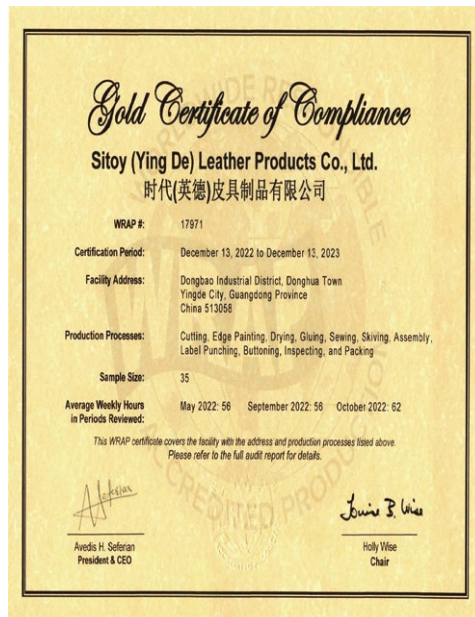 Gold Certificate of Compliance
Sitoy (Ying De) Leather Products Co., Ltd.
时代(英德)皮具制品有限公司
WRAP #: 17971
Certification Period: December 13, 2022 to December 13, 2023
Facility Address: Dongbao Industrial District, Donghua Town
Yingde City, Guangdong Province
China 513058
Production Processes: Cutting, Edge Painting, Drying, Gluing, Sewing, Skiving, Assembly,
Label Punching, Buttoning, Inspecting, and Packing
Sample Size: 35
Average Weekly Hours
in Periods Reviewed: May 2022: 56 September 2022: 56 October 2022: 62
This WRAP certificate covers the facility with the address and production processes listed above.
Please refer to the full audit report for details.
Avedis H. Seferian
President & CEO
Holly Wise
Chair